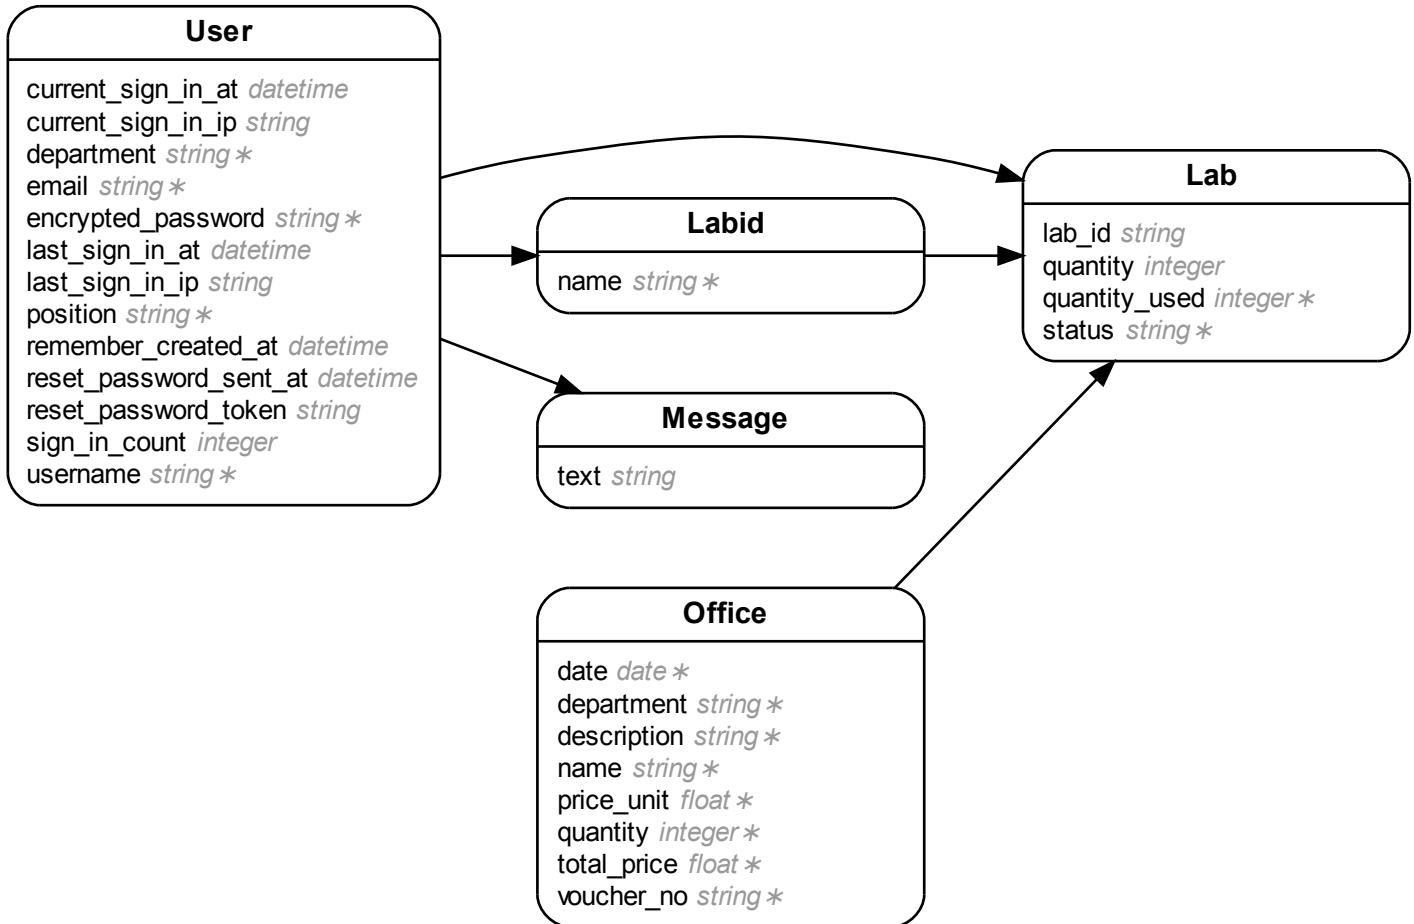 User
current_sign_in_at datetime
current_sign_in_ip string
department string ∗
email string ∗
encrypted_password string ∗
last_sign_in_at datetime
last_sign_in_ip string
position string ∗
remember_created_at datetime
reset_password_sent_at datetime
reset_password_token string
sign_in_count integer
username string ∗
Labid
name string ∗
Message
text string
Office
date date ∗
department string ∗
description string ∗
name string ∗
price_unit float ∗
quantity integer ∗
total_price float ∗
voucher_no string ∗
Lab
lab_id string
quantity integer
quantity_used integer ∗
status string ∗